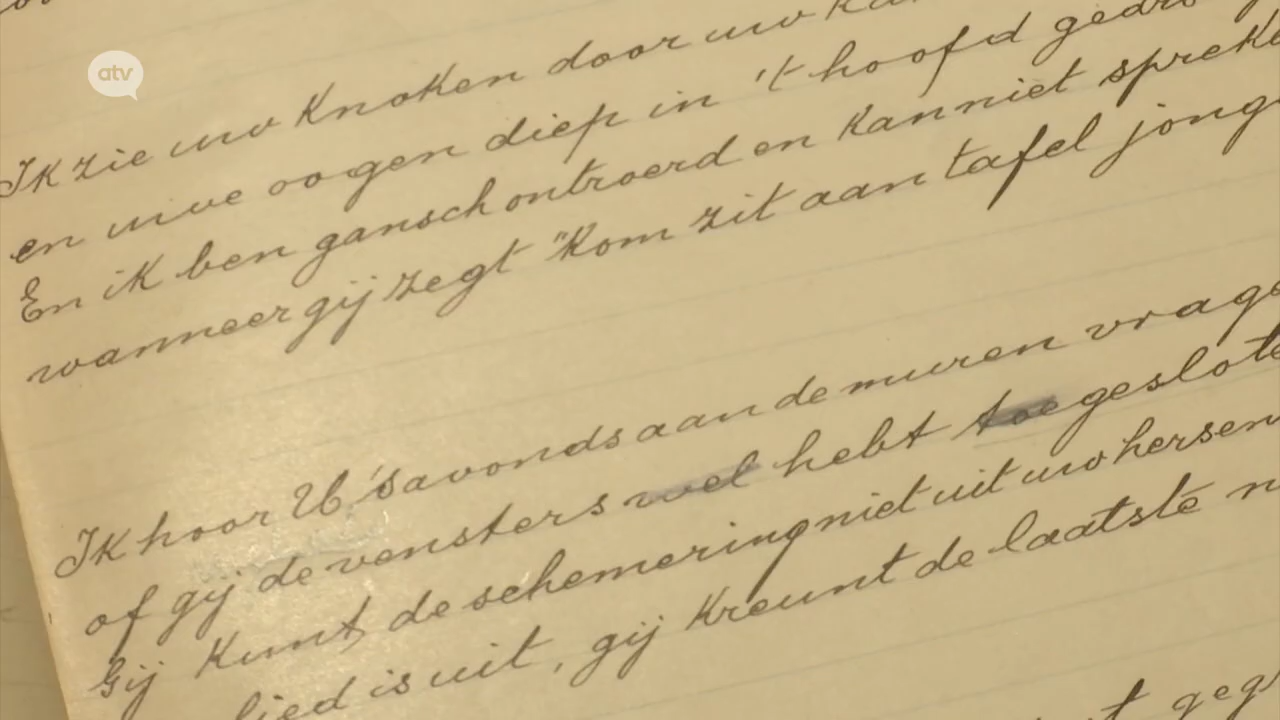 atv
Ik zie uw knoken door uw
en uwe oogen diep in 't hoofd
En ik ben gansch ontroerd en kan niet
wanneer gij zegt "kom zit aan tafel
Ik hoor U 's avonds aan de muren
of gij de vensters wel hebt
Gij kunt de schemering niet uit uw
lied is uit, gij kreunt de laatste